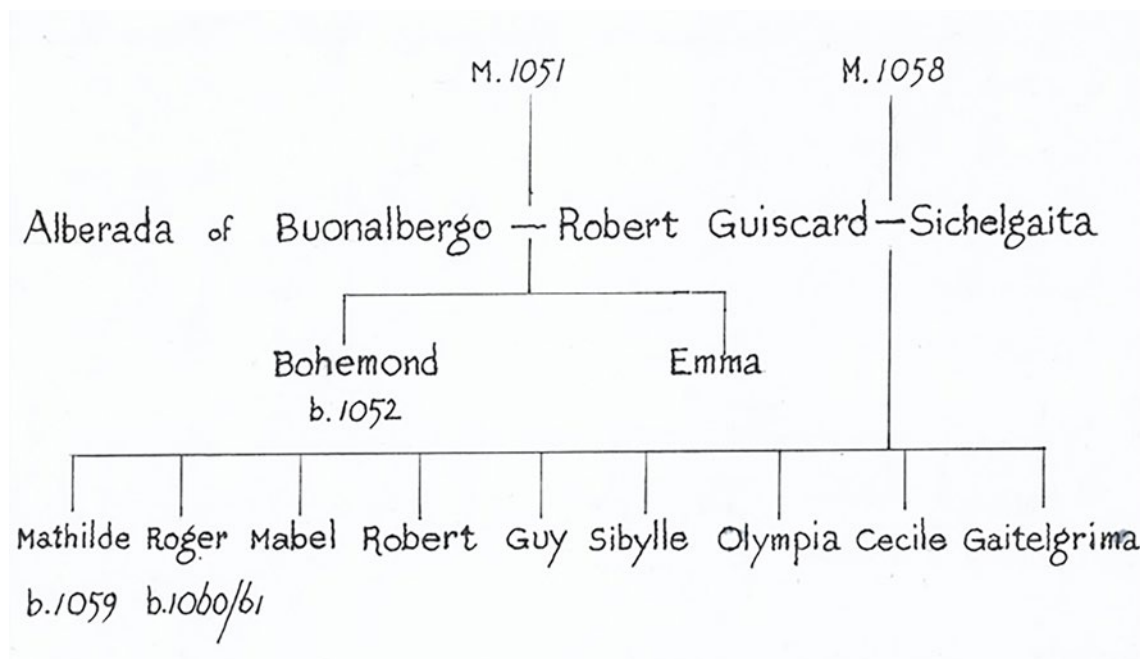 M. 1051 M. 1058
Alberada of Buonalbergo — Robert Guiscard — Sichelgaita
Bohemond Emma
b. 1052
Mathilde Roger Mabel Robert Guy Sibylle Olympia Cecile Gaitelgrima
b. 1059 b. 1060/61